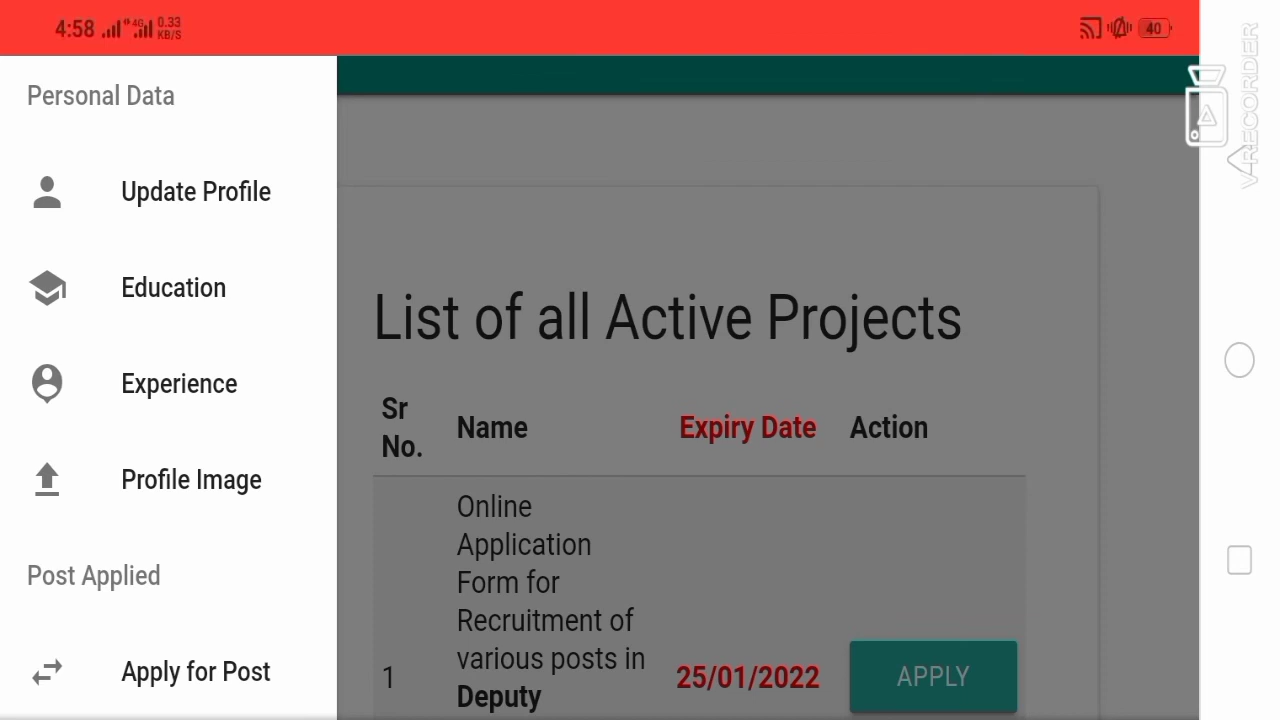 4:58 4G 0.33 KB/S 40
Personal Data
Update Profile
Education
Experience
Profile Image
Post Applied
Apply for Post
List of all Active Projects
Sr No. Name Expiry Date Action
Online
Application
Form for
Recruitment of
various posts in
1 Deputy 25/01/2022 APPLY
V RECORDER